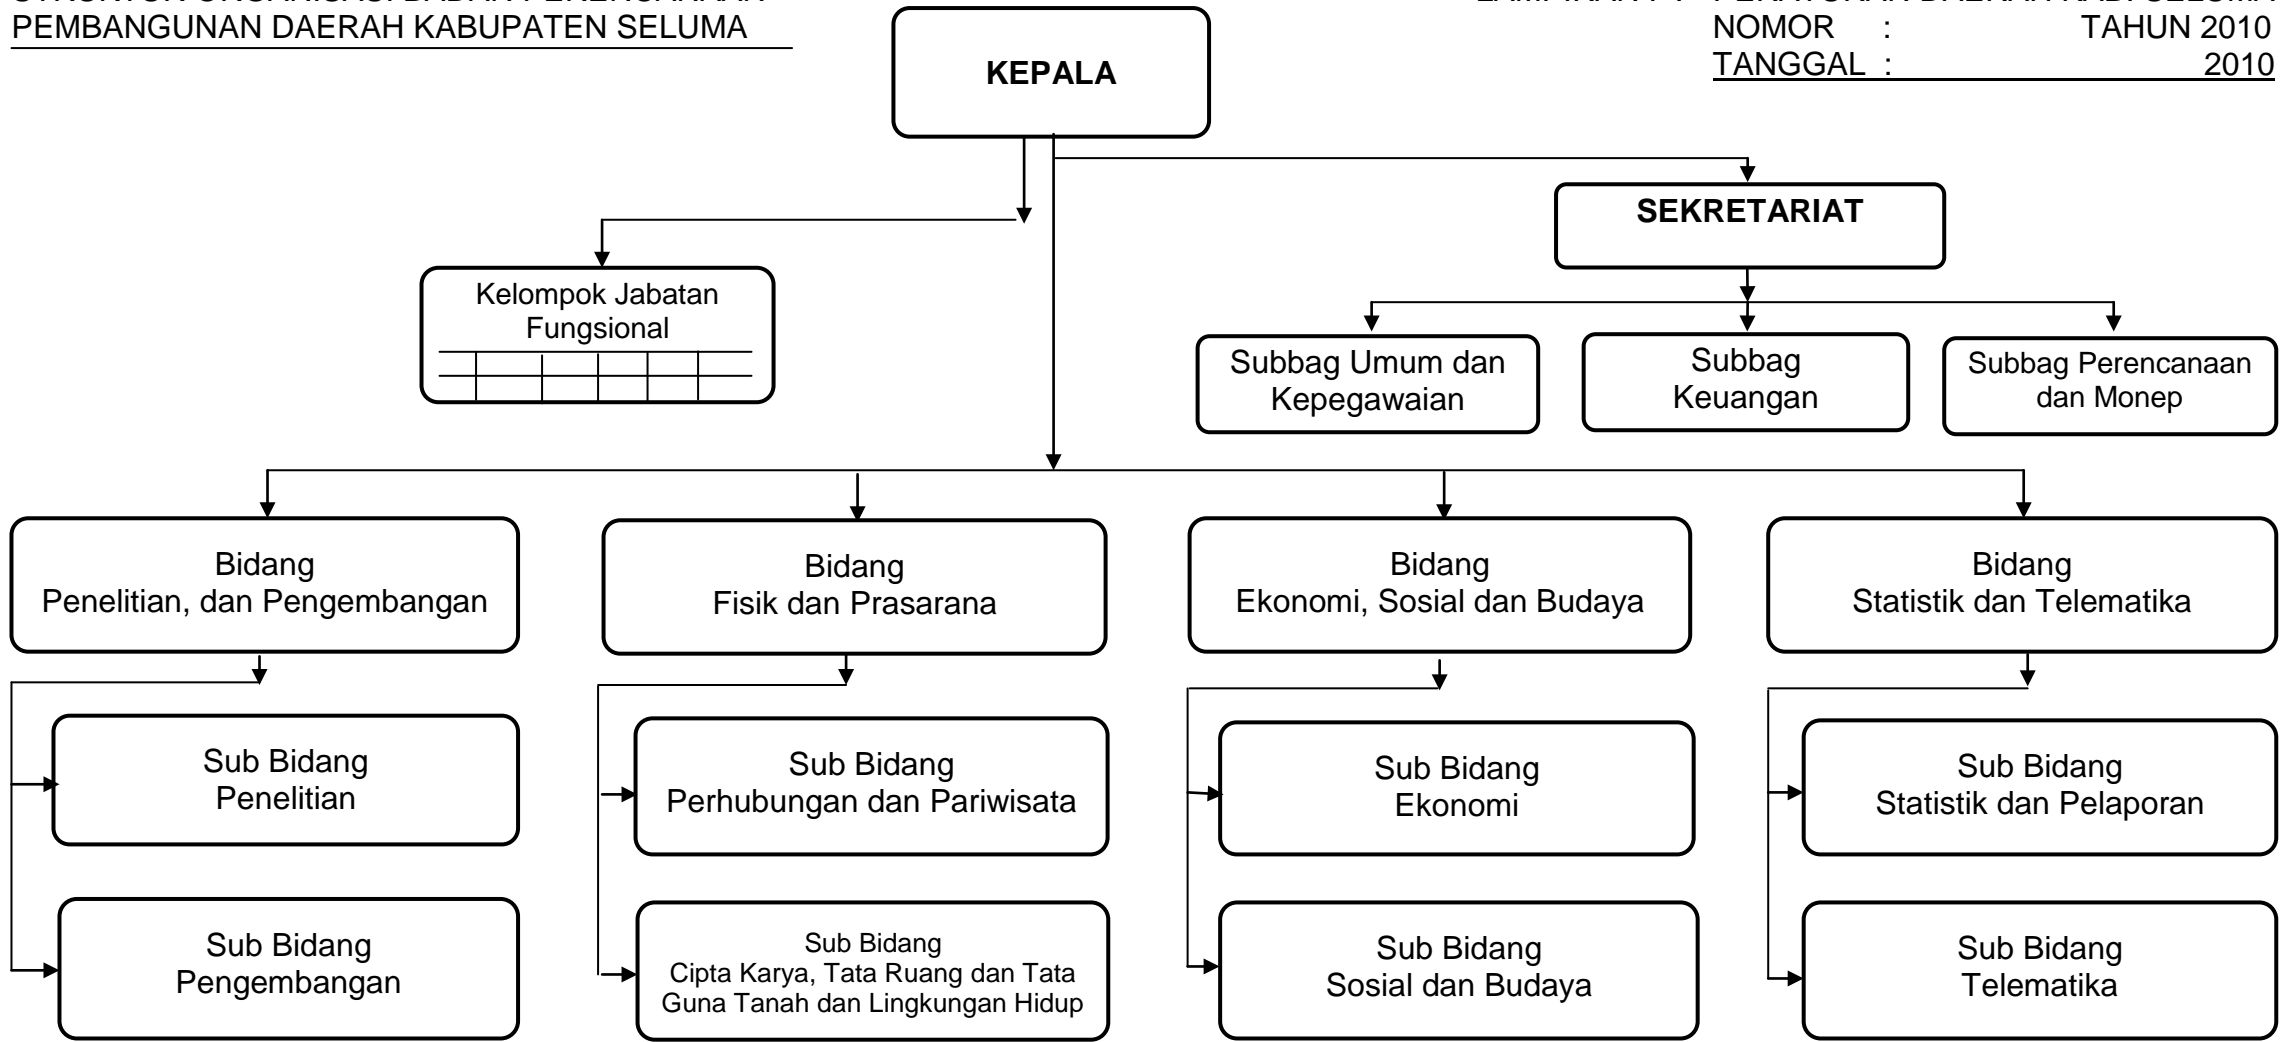 PEMBANGUNAN DAERAH KABUPATEN SELUMA
NOMOR : TAHUN 2010
TANGGAL : 2010
KEPALA
SEKRETARIAT
Kelompok Jabatan
Fungsional
Subbag Umum dan
Kepegawaian
Subbag
Keuangan
Subbag Perencanaan
dan Monep
Bidang
Penelitian, dan Pengembangan
Bidang
Fisik dan Prasarana
Bidang
Ekonomi, Sosial dan Budaya
Bidang
Statistik dan Telematika
Sub Bidang
Penelitian
Sub Bidang
Perhubungan dan Pariwisata
Sub Bidang
Ekonomi
Sub Bidang
Statistik dan Pelaporan
Sub Bidang
Pengembangan
Sub Bidang
Cipta Karya, Tata Ruang dan Tata
Guna Tanah dan Lingkungan Hidup
Sub Bidang
Sosial dan Budaya
Sub Bidang
Telematika